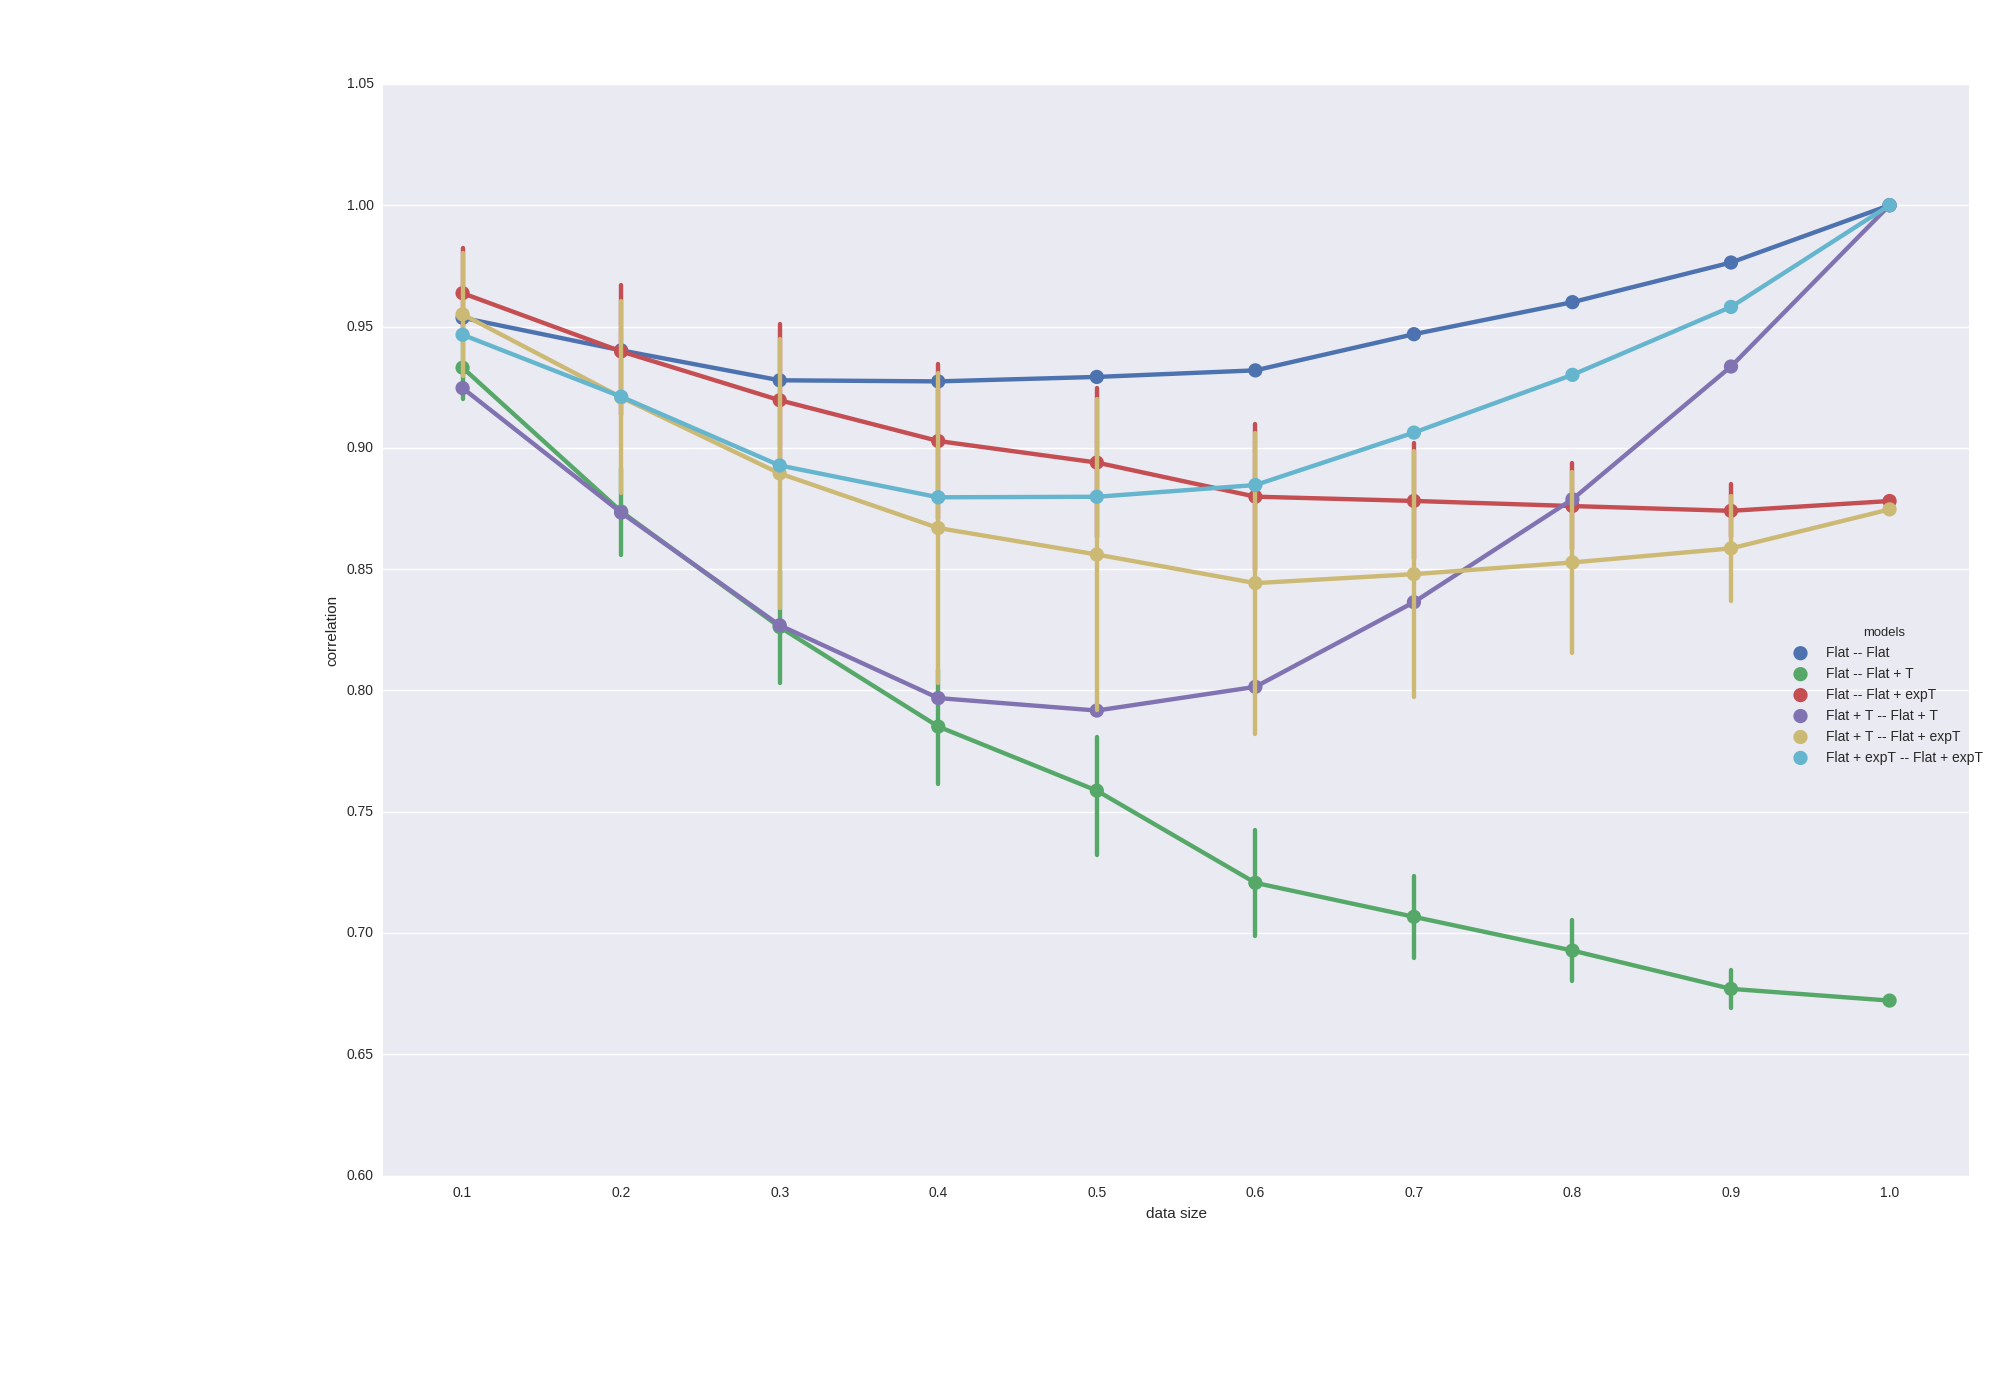 1.05
1.00
0.95
0.90
0.85
0.80
0.75
0.70
0.65
0.60
correlation
0.1 0.2 0.3 0.4 0.5 0.6 0.7 0.8 0.9 1.0
data size
models
Flat -- Flat
Flat -- Flat + T
Flat -- Flat + expT
Flat + T -- Flat + T
Flat + T -- Flat + expT
Flat + expT -- Flat + expT